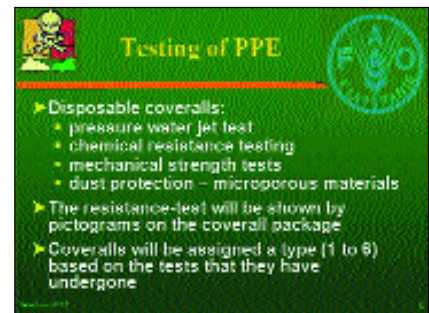 Testing of PPE
F A O
Disposable coveralls:
pressure water jet test
chemical resistance testing
mechanical strength tests
dust protection – microporous materials
The resistance-test will be shown by
pictograms on the coverall package
Coveralls will be assigned a type (1 to 6)
based on the tests that they have
undergone